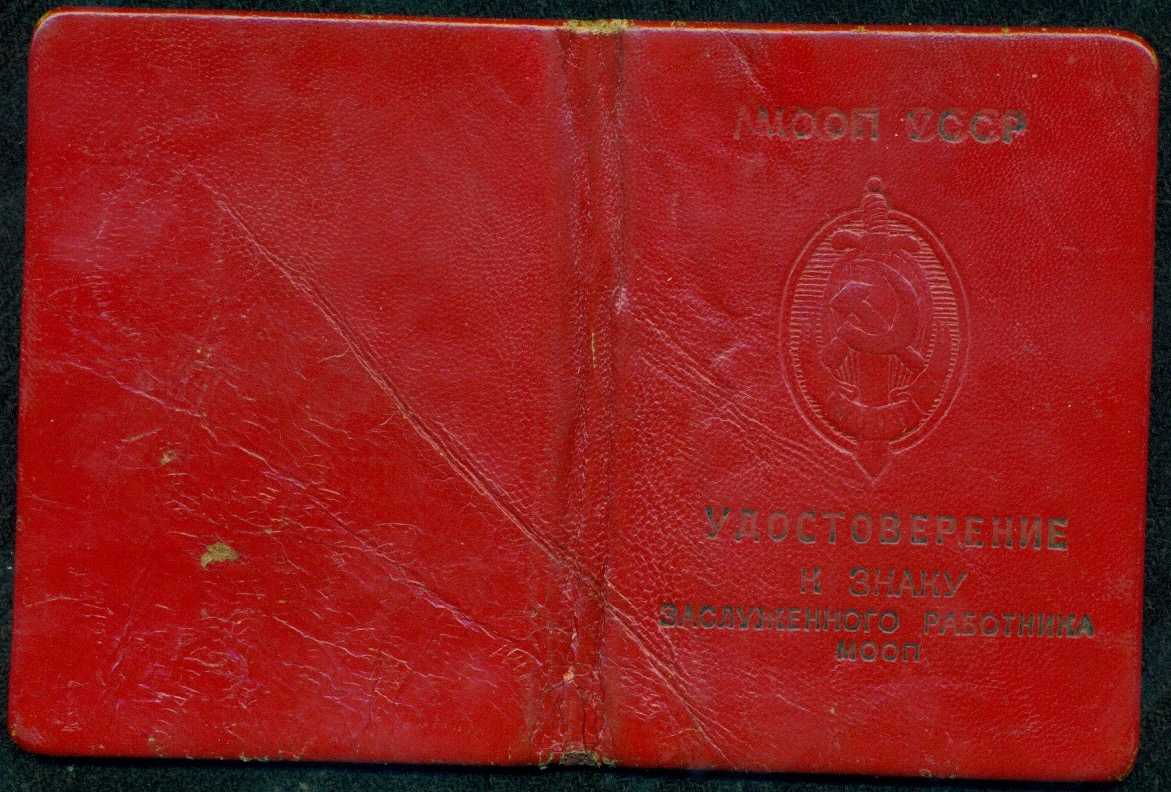 МООП УССР
УДОСТОВЕРЕНИЕ
К ЗНАКУ
ЗАСЛУЖЕННОГО РАБОТНИКА
МООП